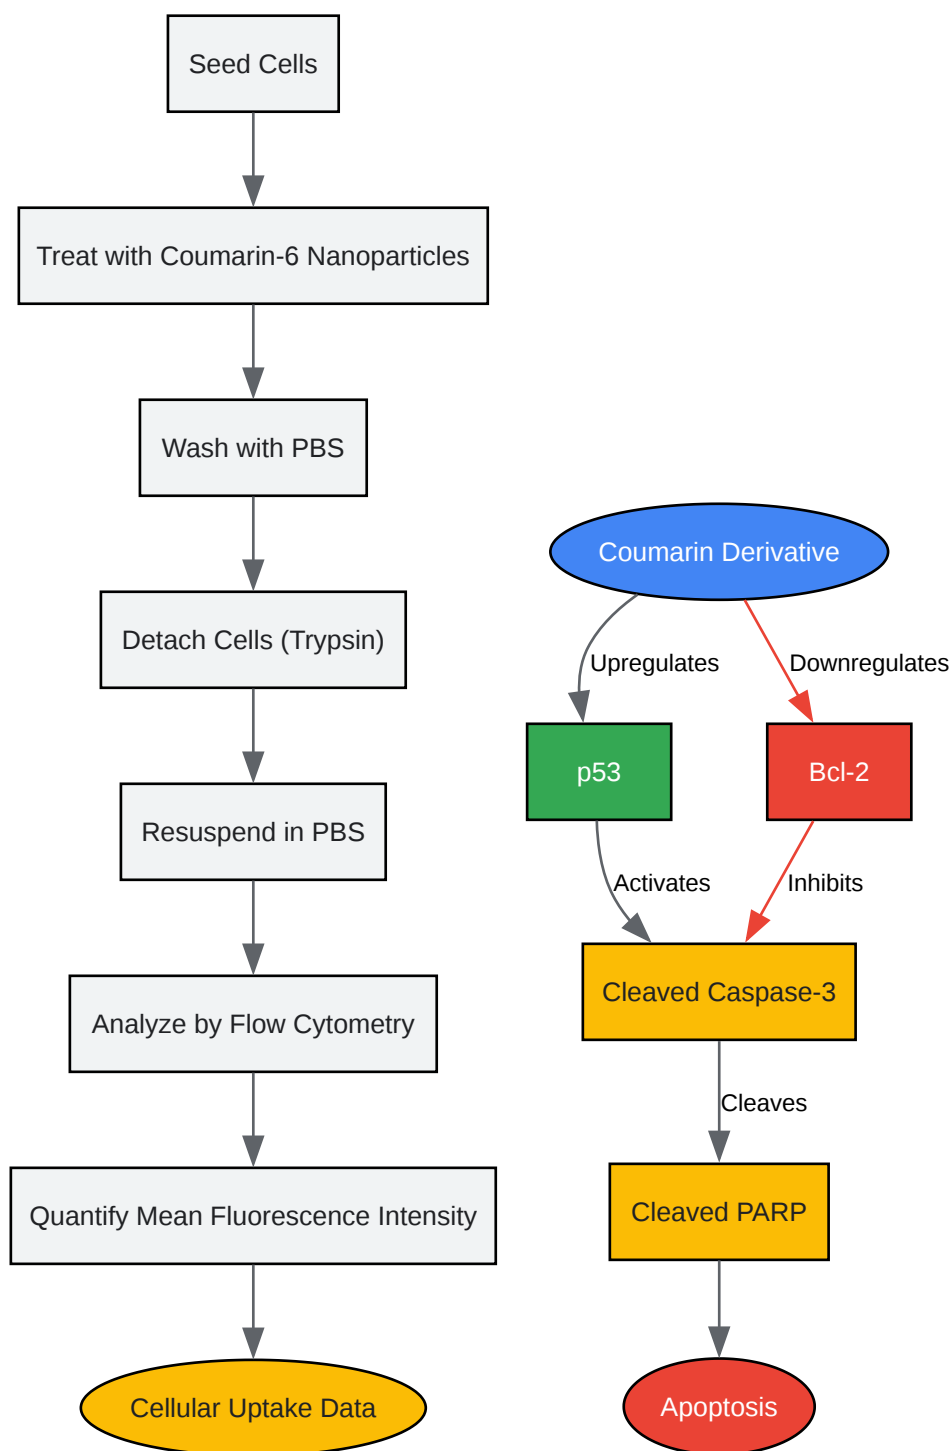 Seed Cells
Treat with Coumarin-6 Nanoparticles
Wash with PBS
Detach Cells (Trypsin)
Resuspend in PBS
Analyze by Flow Cytometry
Quantify Mean Fluorescence Intensity
Cellular Uptake Data
Coumarin Derivative
Upregulates
Downregulates
p53
Bcl-2
Activates
Inhibits
Cleaved Caspase-3
Cleaves
Cleaved PARP
Apoptosis